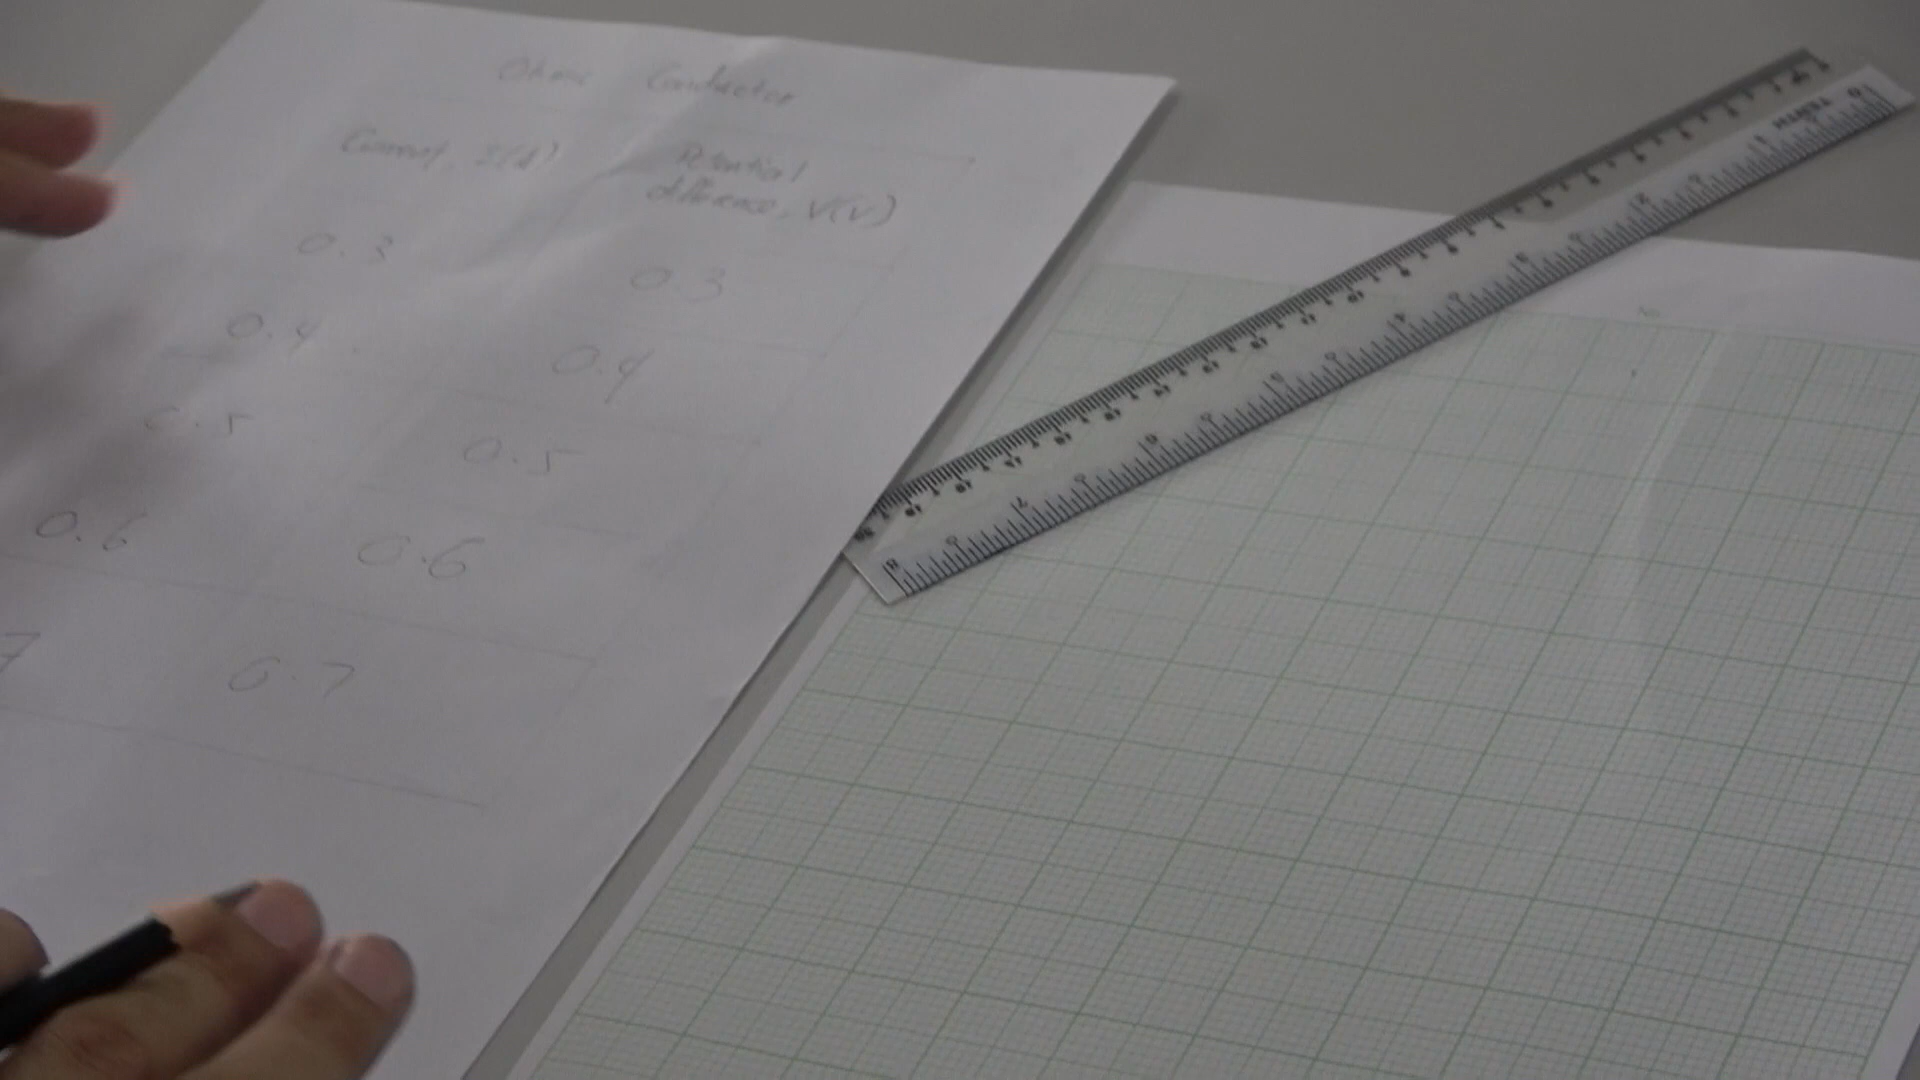 Ohmic Conductor
Current, I(A)
Potential
difference, V(V)
0.3 0.3
0.4 0.4
0.5 0.5
0.6 0.6
7 0.7